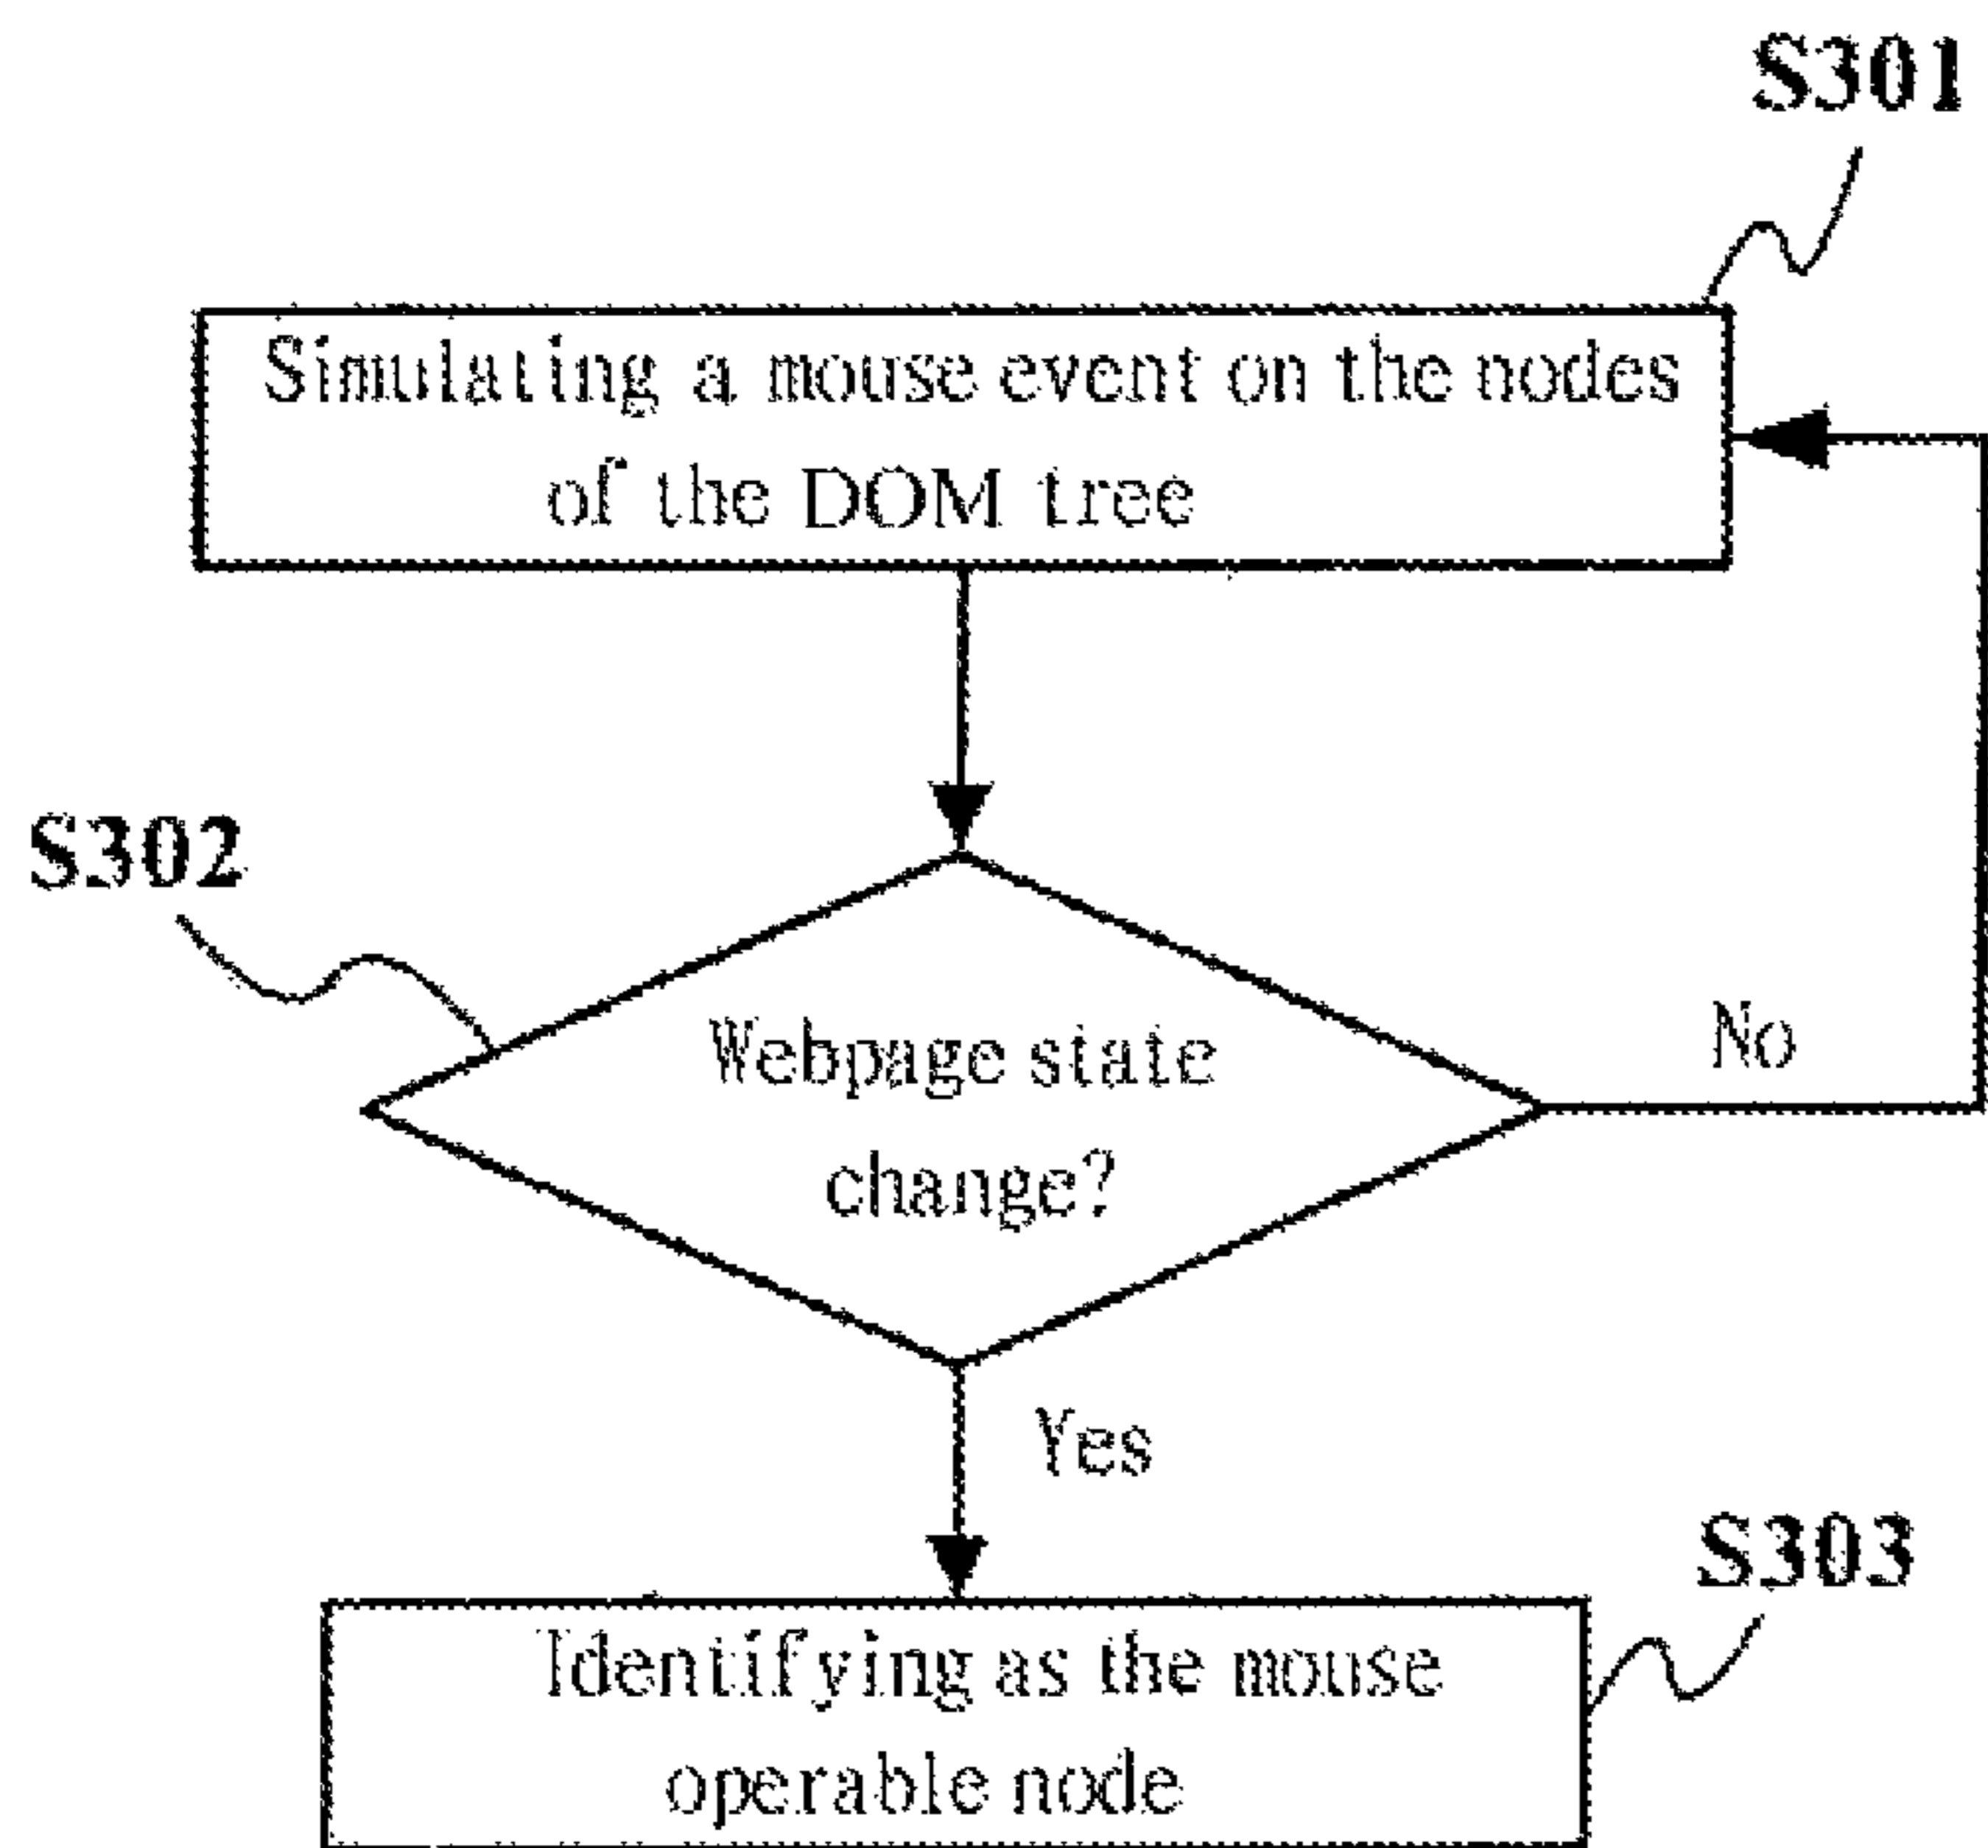 S301
Simulating a mouse event on the nodes
of the DOM tree
S302
Webpage state
change?
No
Yes
S303
Identifying as the mouse
operable node